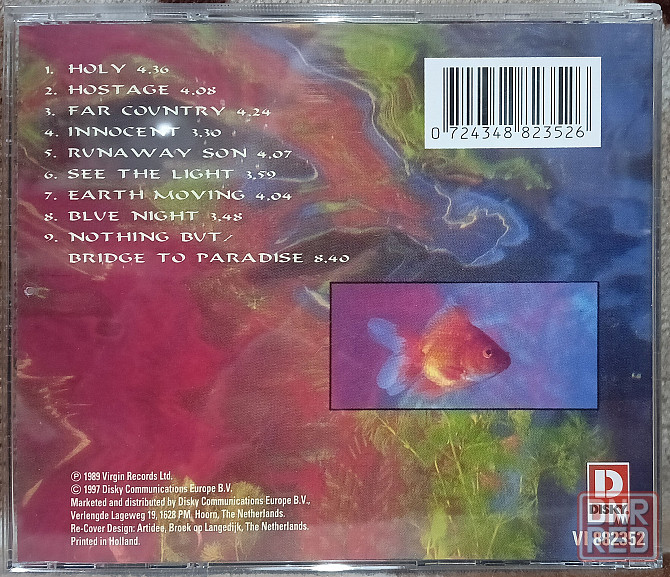 1. HOLY 4.36
2. HOSTAGE 4.08
3. FAR COUNTRY 4.24
4. INNOCENT 3.30
5. RUNAWAY SON 4.07
6. SEE THE LIGHT 3.59
7. EARTH MOVING 4.04
8. BLUE NIGHT 3.48
9. NOTHING BUT/
BRIDGE TO PARADISE 8.40
0 724348 823526
℗ 1989 Virgin Records Ltd.
© 1997 Disky Communications Europe B.V.
Marketed and distributed by Disky Communications Europe B.V.,
Verlengde Lageweg 19, 1628 PM, Hoorn, The Netherlands.
Re-Cover Design: Artidee, Broek op Langedijk, The Netherlands.
Printed in Holland.
D
DISKY
VI 882352